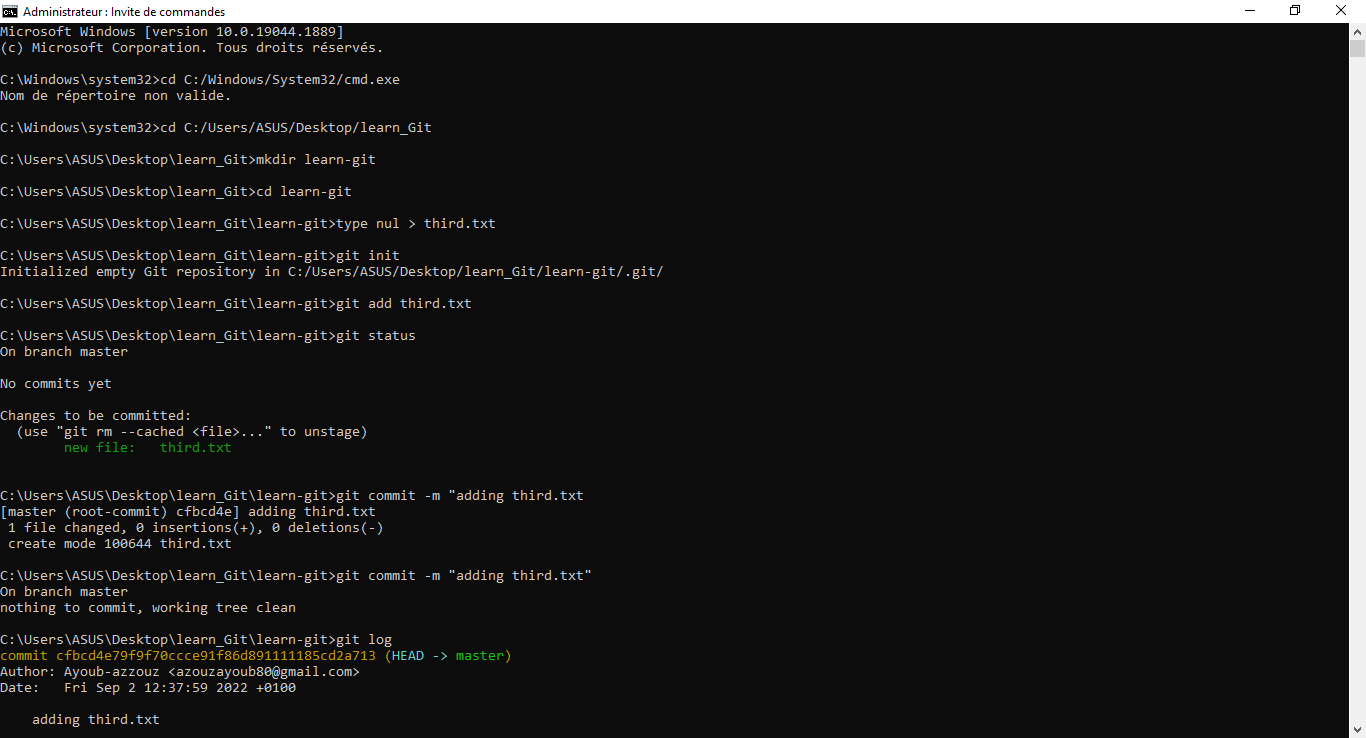 Administrateur : Invite de commandes
Microsoft Windows [version 10.0.19044.1889]
(c) Microsoft Corporation. Tous droits réservés.
C:\Windows\system32>cd C:/Windows/System32/cmd.exe
Nom de répertoire non valide.
C:\Windows\system32>cd C:/Users/ASUS/Desktop/learn_Git
C:\Users\ASUS\Desktop\learn_Git>mkdir learn-git
C:\Users\ASUS\Desktop\learn_Git>cd learn-git
C:\Users\ASUS\Desktop\learn_Git\learn-git>type nul > third.txt
C:\Users\ASUS\Desktop\learn_Git\learn-git>git init
Initialized empty Git repository in C:/Users/ASUS/Desktop/learn_Git/learn-git/.git/
C:\Users\ASUS\Desktop\learn_Git\learn-git>git add third.txt
C:\Users\ASUS\Desktop\learn_Git\learn-git>git status
On branch master
No commits yet
Changes to be committed:
  (use "git rm --cached <file>..." to unstage)
        new file:   third.txt
C:\Users\ASUS\Desktop\learn_Git\learn-git>git commit -m "adding third.txt
[master (root-commit) cfbcd4e] adding third.txt
 1 file changed, 0 insertions(+), 0 deletions(-)
 create mode 100644 third.txt
C:\Users\ASUS\Desktop\learn_Git\learn-git>git commit -m "adding third.txt"
On branch master
nothing to commit, working tree clean
C:\Users\ASUS\Desktop\learn_Git\learn-git>git log
commit cfbcd4e79f9f70ccce91f86d891111185cd2a713 (HEAD -> master)
Author: Ayoub-azzouz <azouzayoub80@gmail.com>
Date:   Fri Sep 2 12:37:59 2022 +0100
    adding third.txt